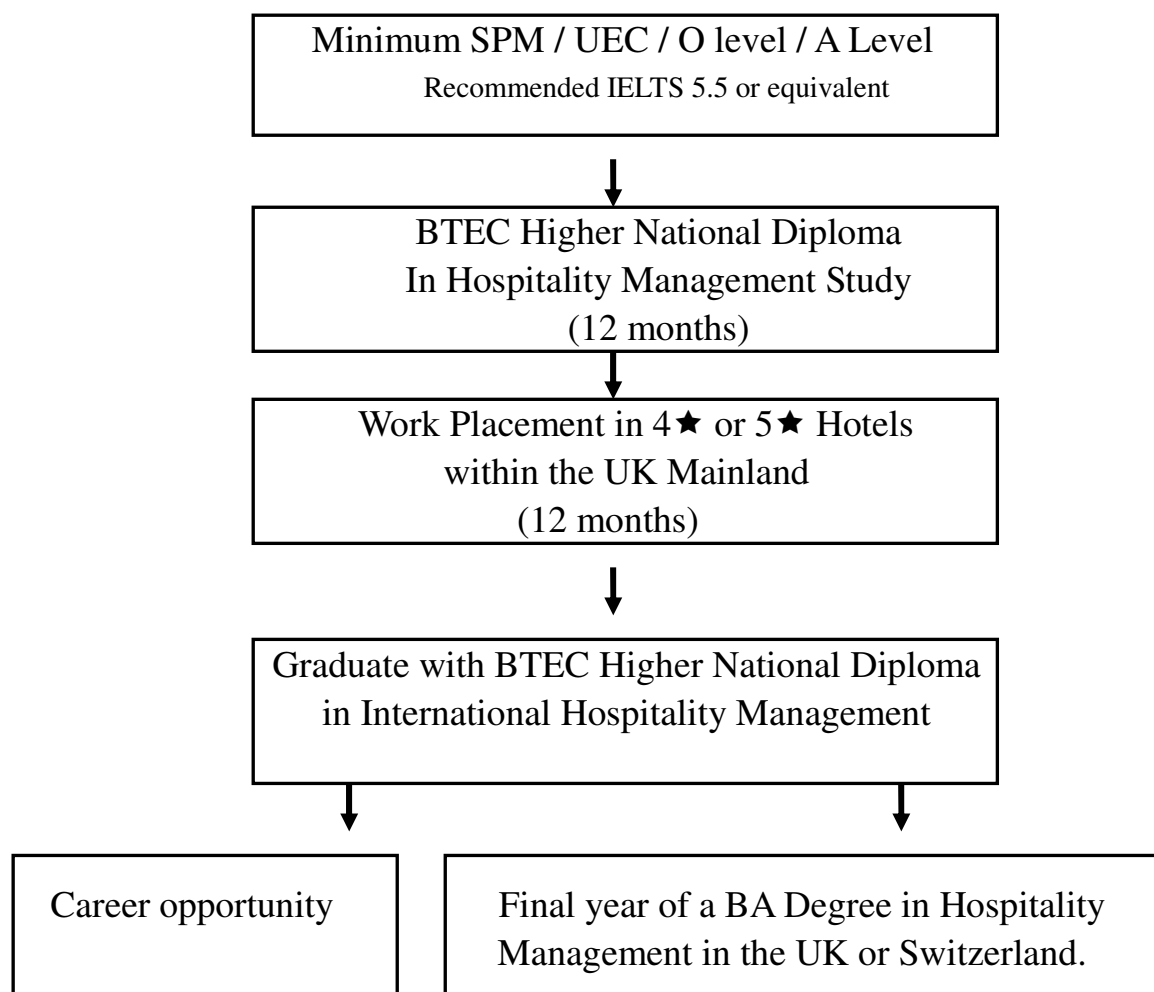 Minimum SPM / UEC / O level / A Level
Recommended IELTS 5.5 or equivalent
BTEC Higher National Diploma
In Hospitality Management Study
(12 months)
Work Placement in 4★ or 5★ Hotels
within the UK Mainland
(12 months)
Graduate with BTEC Higher National Diploma
in International Hospitality Management
Career opportunity
Final year of a BA Degree in Hospitality
Management in the UK or Switzerland.